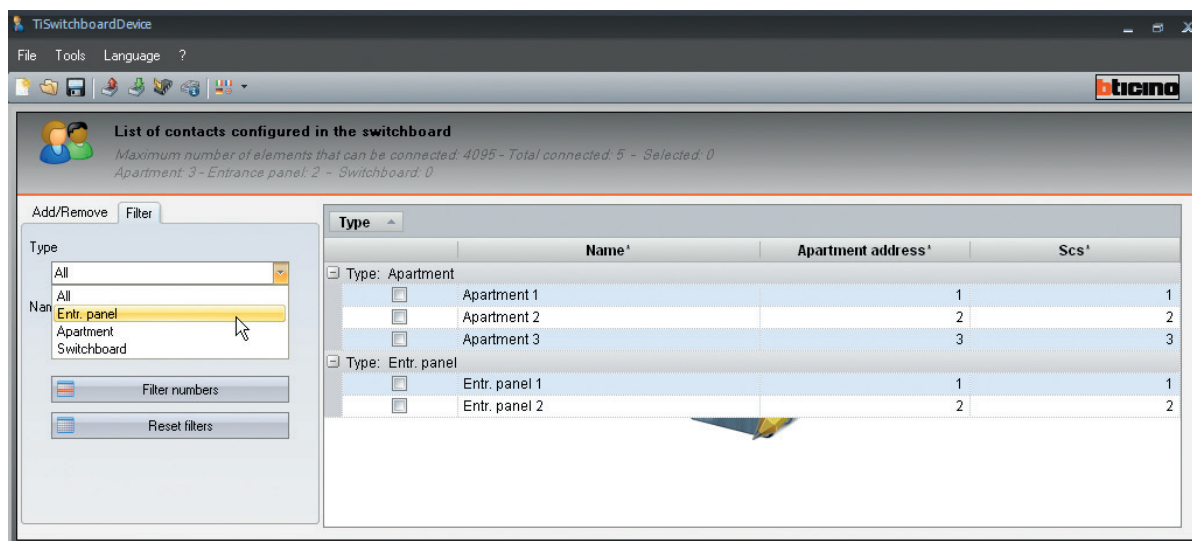 TiSwitchboardDevice
File Tools Language ?
bticino
List of contacts configured in the switchboard
Maximum number of elements that can be connected: 4095 - Total connected: 5 - Selected: 0
Apartment: 3 - Entrance panel: 2 - Switchboard: 0
Add/Remove Filter
Type
All
All
Entr. panel
Apartment
Switchboard
Filter numbers
Reset filters
Type
Name* Apartment address* Scs*
Type: Apartment
Apartment 1 1 1
Apartment 2 2 2
Apartment 3 3 3
Type: Entr. panel
Entr. panel 1 1 1
Entr. panel 2 2 2